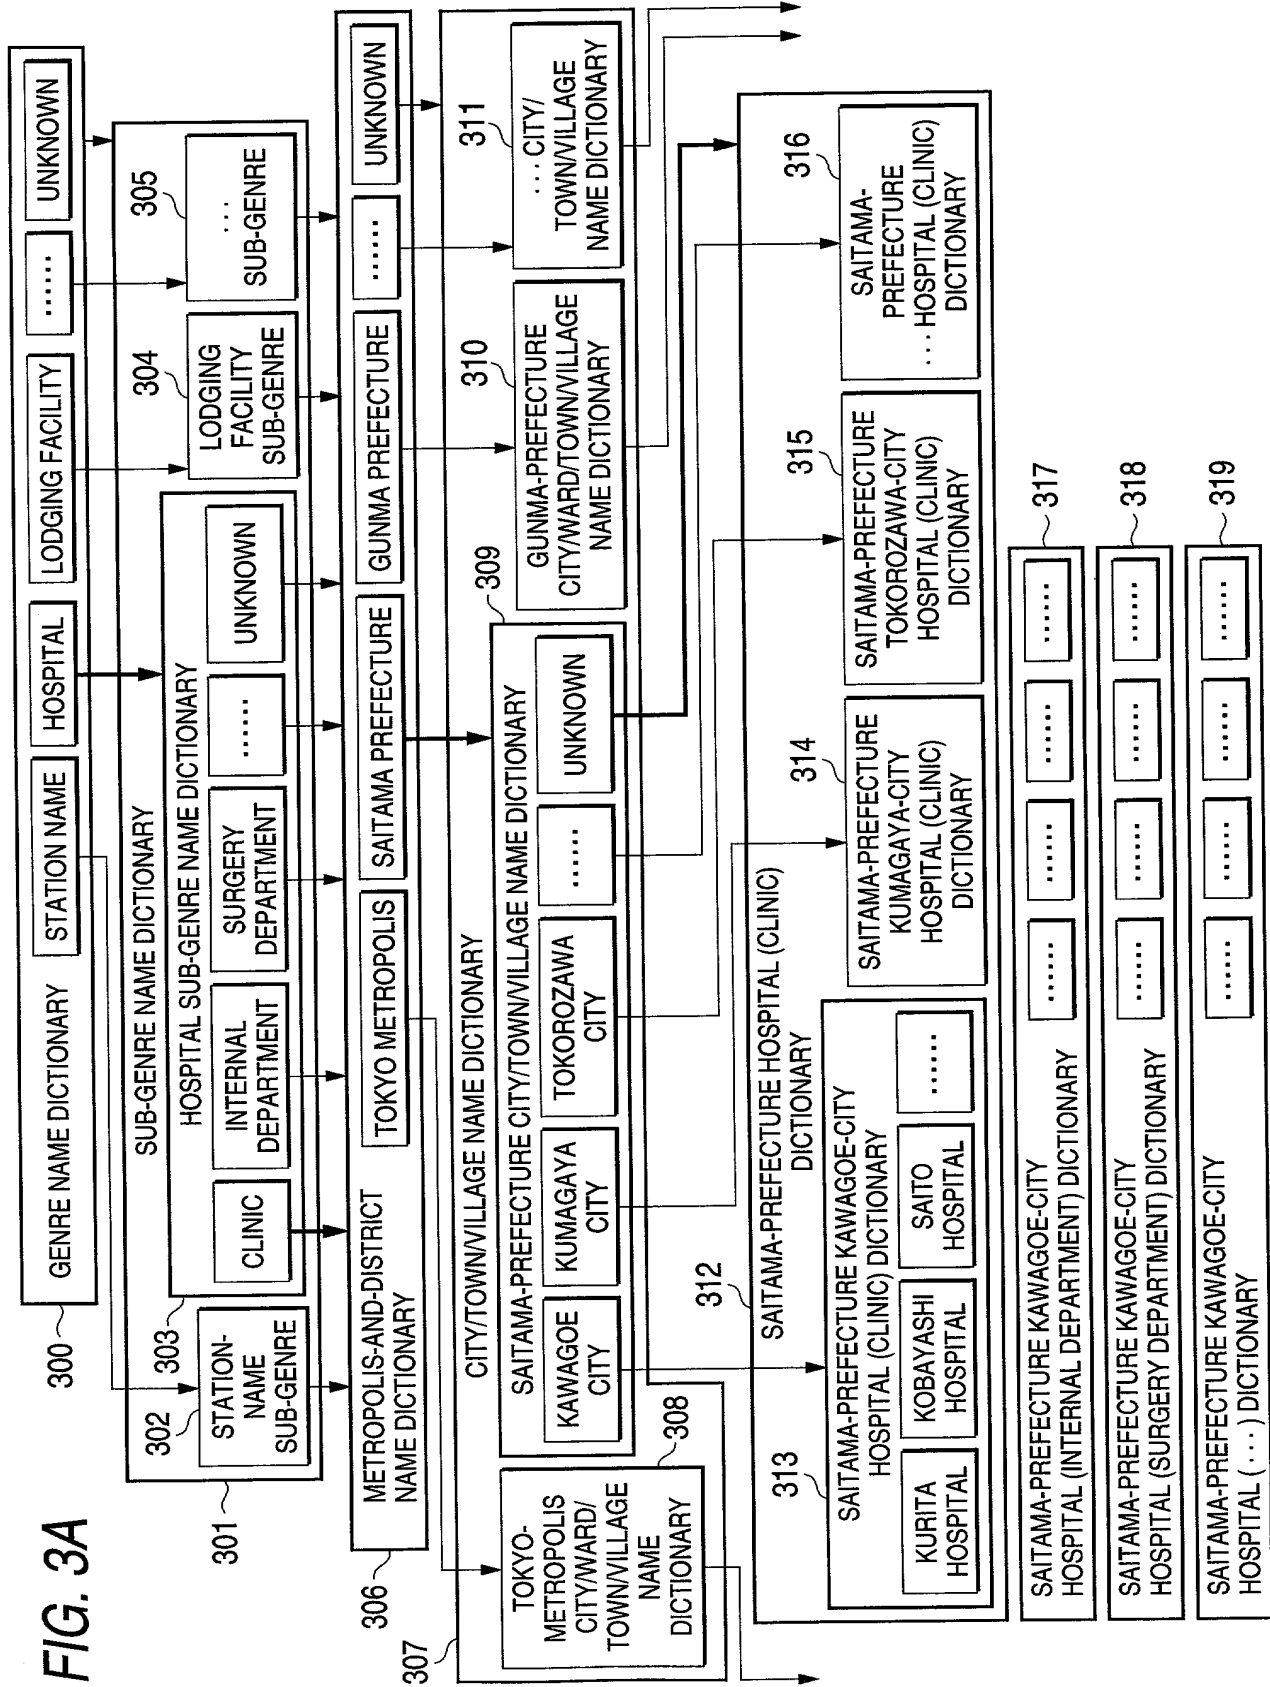 FIG. 3A
300
GENRE NAME DICTIONARY
STATION NAME
HOSPITAL
LODGING FACILITY
......
UNKNOWN
301
SUB-GENRE NAME DICTIONARY
302
STATION-
NAME
SUB-GENRE
303
HOSPITAL SUB-GENRE NAME DICTIONARY
CLINIC
INTERNAL
DEPARTMENT
SURGERY
DEPARTMENT
......
UNKNOWN
304
LODGING
FACILITY
SUB-GENRE
305
...
SUB-GENRE
306
METROPOLIS-AND-DISTRICT
NAME DICTIONARY
TOKYO METROPOLIS
SAITAMA PREFECTURE
GUNMA PREFECTURE
......
UNKNOWN
307
CITY/TOWN/VILLAGE NAME DICTIONARY
308
TOKYO-
METROPOLIS
CITY/WARD/
TOWN/VILLAGE
NAME
DICTIONARY
309
SAITAMA-PREFECTURE CITY/TOWN/VILLAGE NAME DICTIONARY
KAWAGOE
CITY
KUMAGAYA
CITY
TOKOROZAWA
CITY
......
UNKNOWN
310
GUNMA-PREFECTURE
CITY/WARD/TOWN/VILLAGE
NAME DICTIONARY
311
... CITY/
TOWN/VILLAGE
NAME DICTIONARY
312
SAITAMA-PREFECTURE HOSPITAL (CLINIC)
DICTIONARY
313
SAITAMA-PREFECTURE KAWAGOE-CITY
HOSPITAL (CLINIC) DICTIONARY
KURITA
HOSPITAL
KOBAYASHI
HOSPITAL
SAITO
HOSPITAL
......
314
SAITAMA-PREFECTURE
KUMAGAYA-CITY
HOSPITAL (CLINIC)
DICTIONARY
315
SAITAMA-PREFECTURE
TOKOROZAWA-CITY
HOSPITAL (CLINIC)
DICTIONARY
316
SAITAMA-
PREFECTURE
... HOSPITAL (CLINIC)
DICTIONARY
SAITAMA-PREFECTURE KAWAGOE-CITY
HOSPITAL (INTERNAL DEPARTMENT) DICTIONARY
......
......
......
......
317
SAITAMA-PREFECTURE KAWAGOE-CITY
HOSPITAL (SURGERY DEPARTMENT) DICTIONARY
......
......
......
......
318
SAITAMA-PREFECTURE KAWAGOE-CITY
HOSPITAL (...) DICTIONARY
......
......
......
......
319